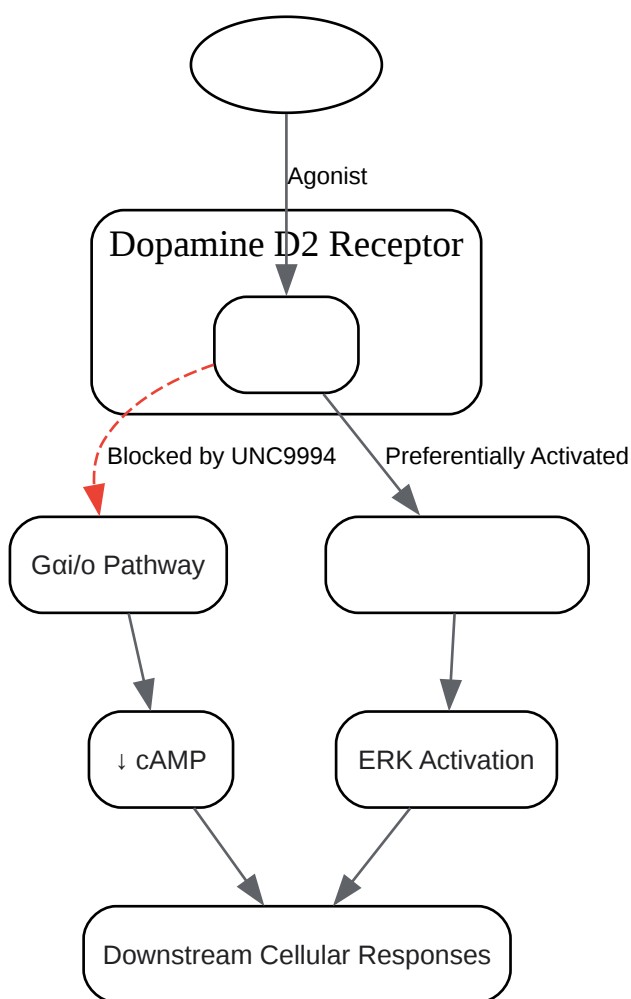 Agonist
Dopamine D2 Receptor
Blocked by UNC9994
Preferentially Activated
Gαi/o Pathway
↓ cAMP
ERK Activation
Downstream Cellular Responses